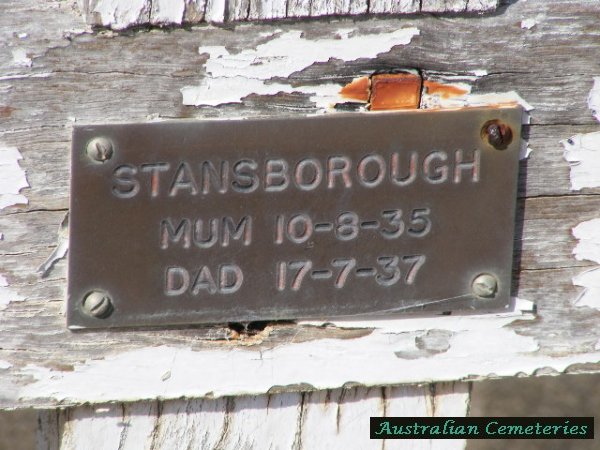 STANSBOROUGH
MUM 10-8-35
DAD 17-7-37
Australian Cemeteries